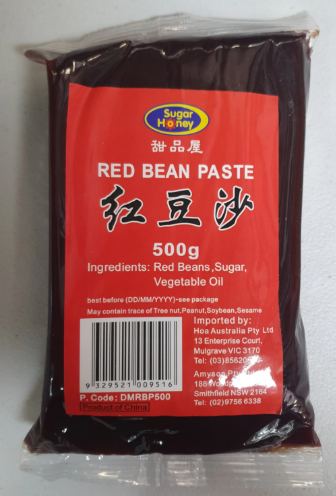 Sugar
Honey
甜品屋
RED BEAN PASTE
红豆沙
500g
Ingredients: Red Beans,Sugar,
Vegetable Oil
best before (DD/MM/YYYY)-see package
May contain trace of Tree nut,Peanut,Soybean,Sesame
Imported by:
Hoa Australia Pty Ltd
13 Enterprise Court,
Mulgrave VIC 3170
Tel:
Smithfield NSW 2164
Tel: (02)9756 6338
9 329521 009516
P. Code: DMRBP500
Product of China